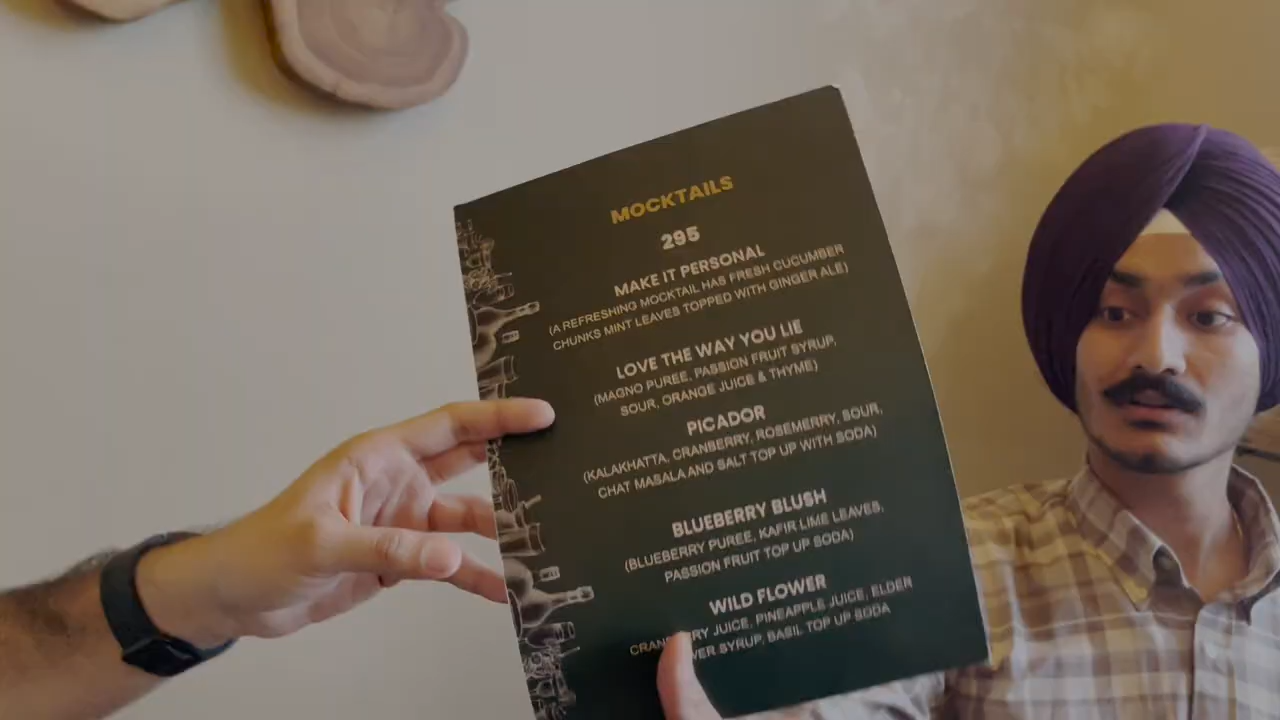 MOCKTAILS
295
MAKE IT PERSONAL
(A REFRESHING MOCKTAIL HAS FRESH CUCUMBER
CHUNKS MINT LEAVES TOPPED WITH GINGER ALE)
LOVE THE WAY YOU LIE
(MAGNO PUREE, PASSION FRUIT SYRUP,
SOUR, ORANGE JUICE & THYME)
PICADOR
(KALAKHATTA, CRANBERRY, ROSEMERRY, SOUR,
CHAT MASALA AND SALT TOP UP WITH SODA)
BLUEBERRY BLUSH
(BLUEBERRY PUREE, KAFIR LIME LEAVES,
PASSION FRUIT TOP UP SODA)
WILD FLOWER
JUICE, PINEAPPLE JUICE, ELDER
SYRUP, BASIL TOP UP SODA